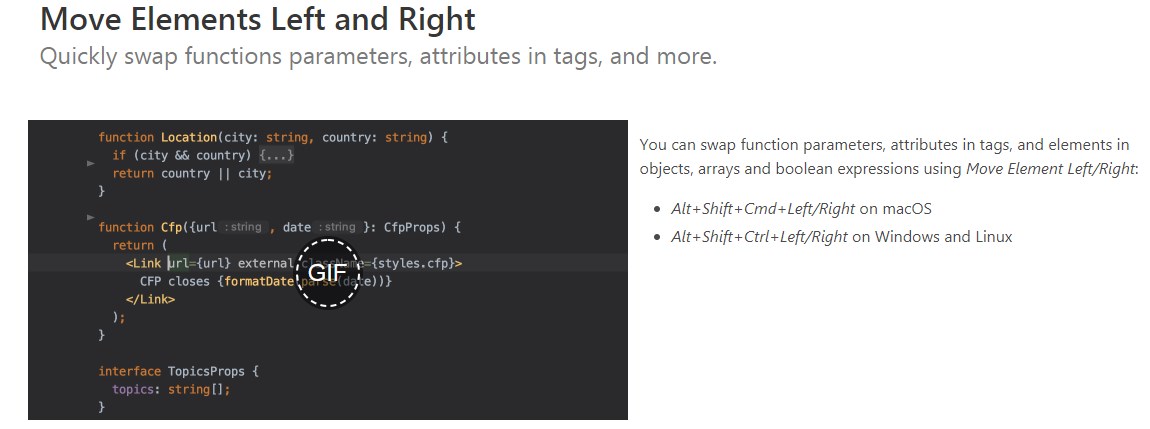 Move Elements Left and Right
Quickly swap functions parameters, attributes in tags, and more.
function Location(city: string, country: string) {
if (city && country) {...}
return country || city;
}
function Cfp({url : string , date : string }: CfpProps) {
return (
<Link url={url} external className={styles.cfp}>
CFP closes {formatDate(parse(date))}
</Link>
);
}
interface TopicsProps {
topics: string[];
}
GIF
You can swap function parameters, attributes in tags, and elements in
objects, arrays and boolean expressions using Move Element Left/Right:
• Alt+Shift+Cmd+Left/Right on macOS
• Alt+Shift+Ctrl+Left/Right on Windows and Linux